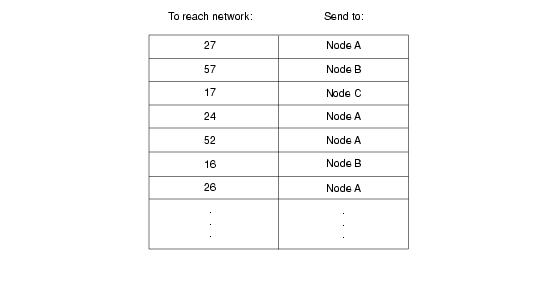 To reach network: Send to:
27 Node A
57 Node B
17 Node C
24 Node A
52 Node A
16 Node B
26 Node A
. .
. .
. .